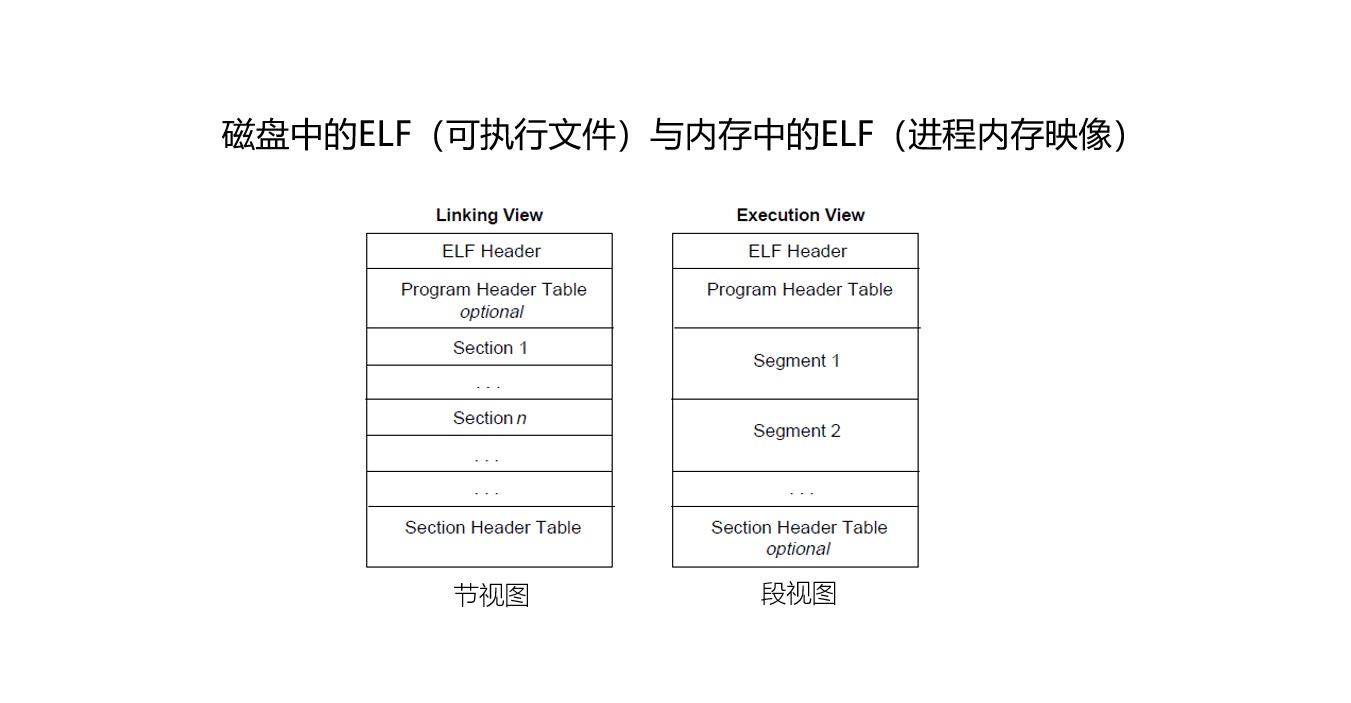 磁盘中的ELF（可执行文件）与内存中的ELF（进程内存映像）
Linking View
ELF Header
Program Header Table
optional
Section 1
. . .
Section n
. . .
. . .
Section Header Table
节视图
Execution View
ELF Header
Program Header Table
Segment 1
Segment 2
. . .
Section Header Table
optional
段视图